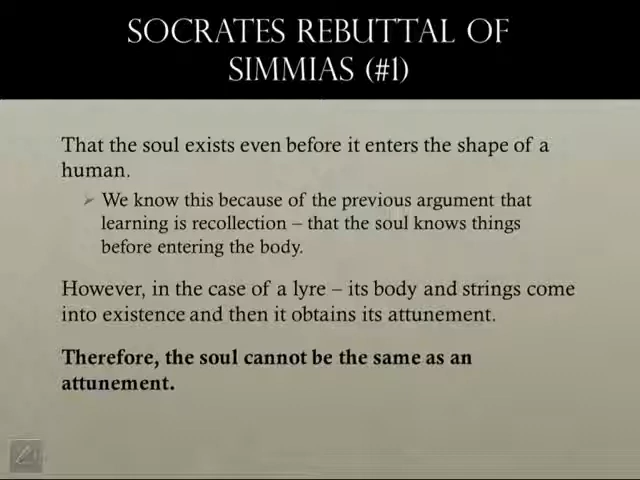 SOCRATES REBUTTAL OF
SIMMIAS (#1)
That the soul exists even before it enters the shape of a
human.
We know this because of the previous argument that
learning is recollection – that the soul knows things
before entering the body.
However, in the case of a lyre – its body and strings come
into existence and then it obtains its attunement.
Therefore, the soul cannot be the same as an
attunement.